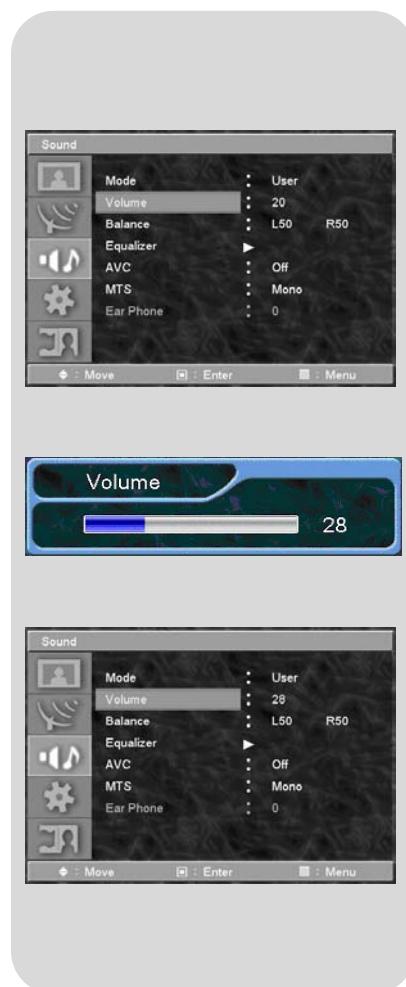 Sound
Mode : User
Volume : 20
Balance : L50 R50
Equalizer ▶
AVC : Off
MTS : Mono
Ear Phone : 0
: Move : Enter : Menu
Volume
28
Sound
Mode : User
Volume : 28
Balance : L50 R50
Equalizer ▶
AVC : Off
MTS : Mono
Ear Phone : 0
: Move : Enter : Menu